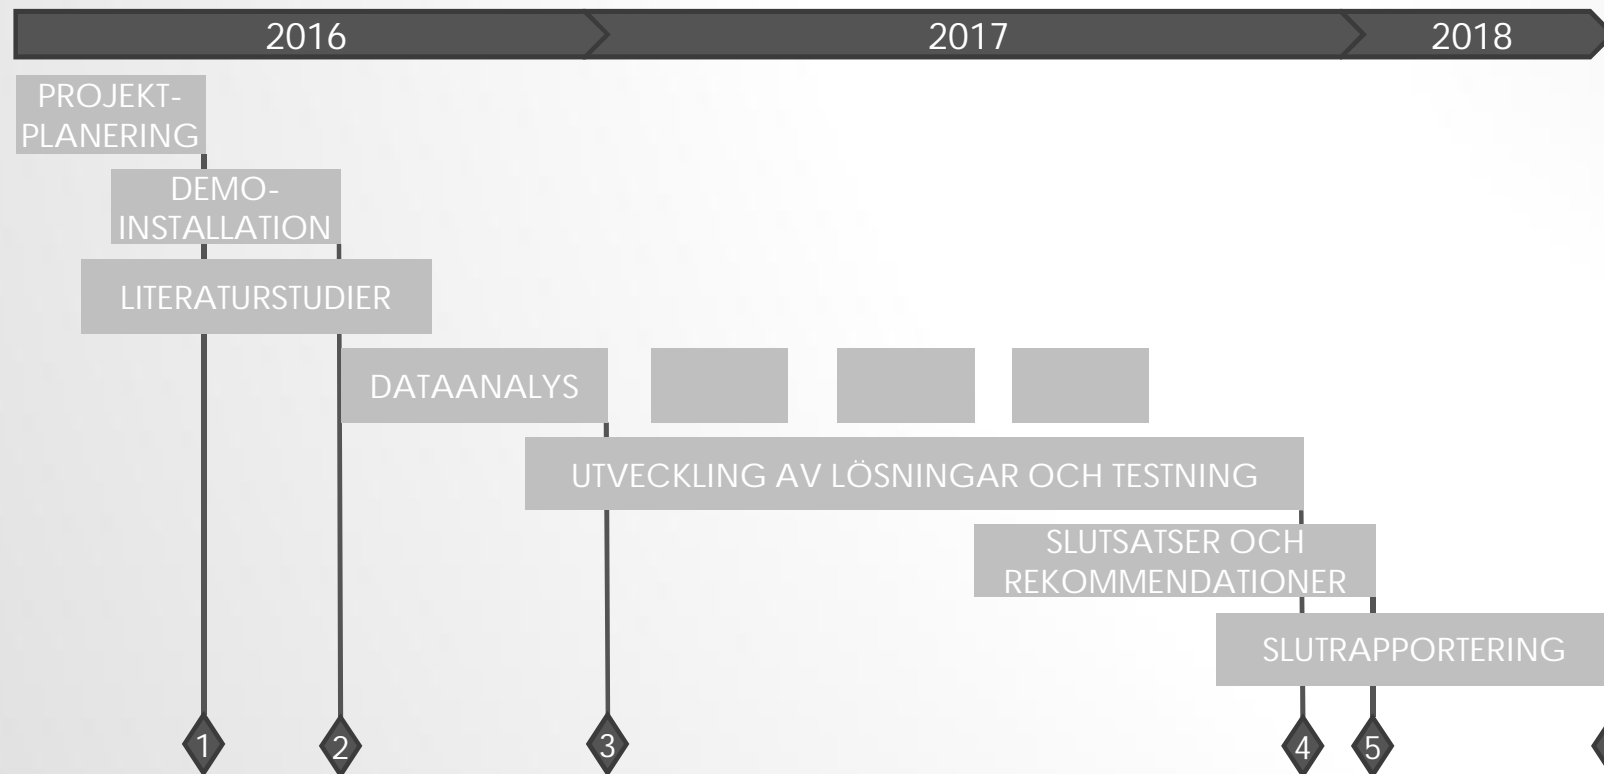 2016
2017
2018
PROJEKT-
PLANERING
DEMO-
INSTALLATION
LITERATURSTUDIER
DATAANALYS
UTVECKLING AV LÖSNINGAR OCH TESTNING
SLUTSATSER OCH
REKOMMENDATIONER
SLUTRAPPORTERING
1
2
3
4
5